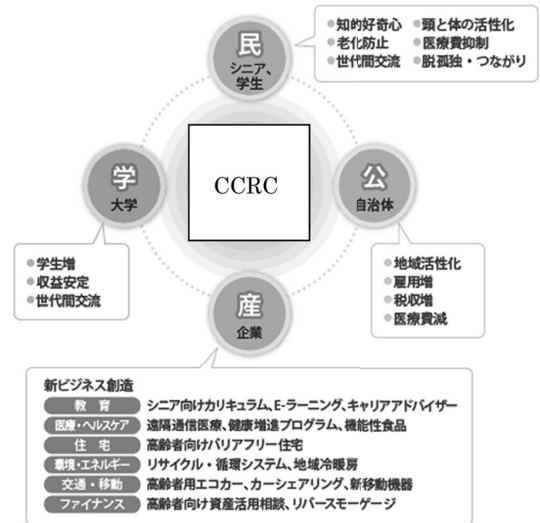 民
シニア、
学生
知的好奇心
頭と体の活性化
老化防止
医療費抑制
世代間交流
脱孤独・つながり
学
大学
CCRC
公
自治体
学生増
収益安定
世代間交流
地域活性化
雇用増
税収増
医療費減
産
企業
新ビジネス創造
教 育 シニア向けカリキュラム、E-ラーニング、キャリアアドバイザー
医療・ヘルスケア 遠隔通信医療、健康増進プログラム、機能性食品
住 宅 高齢者向けバリアフリー住宅
環境・エネルギー リサイクル・循環システム、地域冷暖房
交通・移動 高齢者用エコカー、カーシェアリング、新移動機器
ファイナンス 高齢者向け資産活用相談、リバースモーゲージ